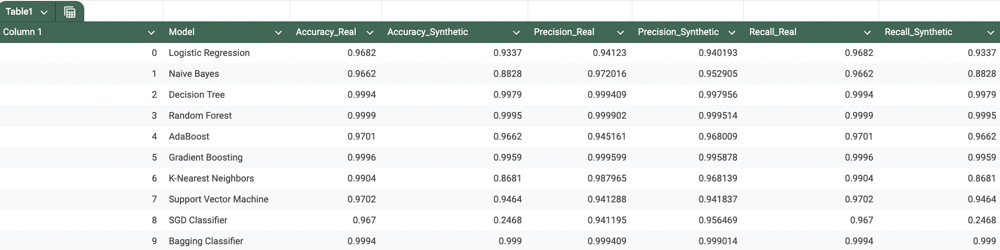 Table1
Column 1 Model Accuracy_Real Accuracy_Synthetic Precision_Real Precision_Synthetic Recall_Real Recall_Synthetic
0 Logistic Regression 0.9682 0.9337 0.94123 0.940193 0.9682 0.9337
1 Naive Bayes 0.9662 0.8828 0.972016 0.952905 0.9662 0.8828
2 Decision Tree 0.9994 0.9979 0.999409 0.997956 0.9994 0.9979
3 Random Forest 0.9999 0.9995 0.999902 0.999514 0.9999 0.9995
4 AdaBoost 0.9701 0.9662 0.945161 0.968009 0.9701 0.9662
5 Gradient Boosting 0.9996 0.9959 0.999599 0.995878 0.9996 0.9959
6 K-Nearest Neighbors 0.9904 0.8681 0.987965 0.968139 0.9904 0.8681
7 Support Vector Machine 0.9702 0.9464 0.941288 0.941837 0.9702 0.9464
8 SGD Classifier 0.967 0.2468 0.941195 0.956469 0.967 0.2468
9 Bagging Classifier 0.9994 0.999 0.999409 0.999014 0.9994 0.999